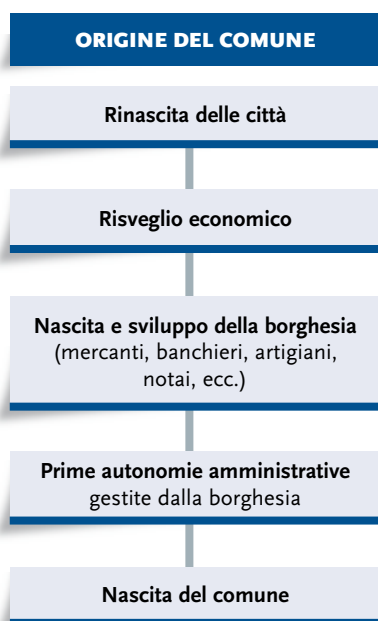 ORIGINE DEL COMUNE
Rinascita delle città
Risveglio economico
Nascita e sviluppo della borghesia
(mercanti, banchieri, artigiani,
notai, ecc.)
Prime autonomie amministrative
gestite dalla borghesia
Nascita del comune